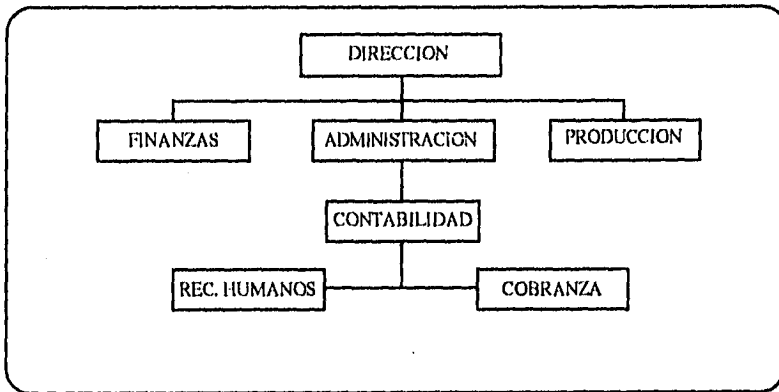 DIRECCION
FINANZAS
ADMINISTRACION
PRODUCCION
CONTABILIDAD
REC. HUMANOS
COBRANZA